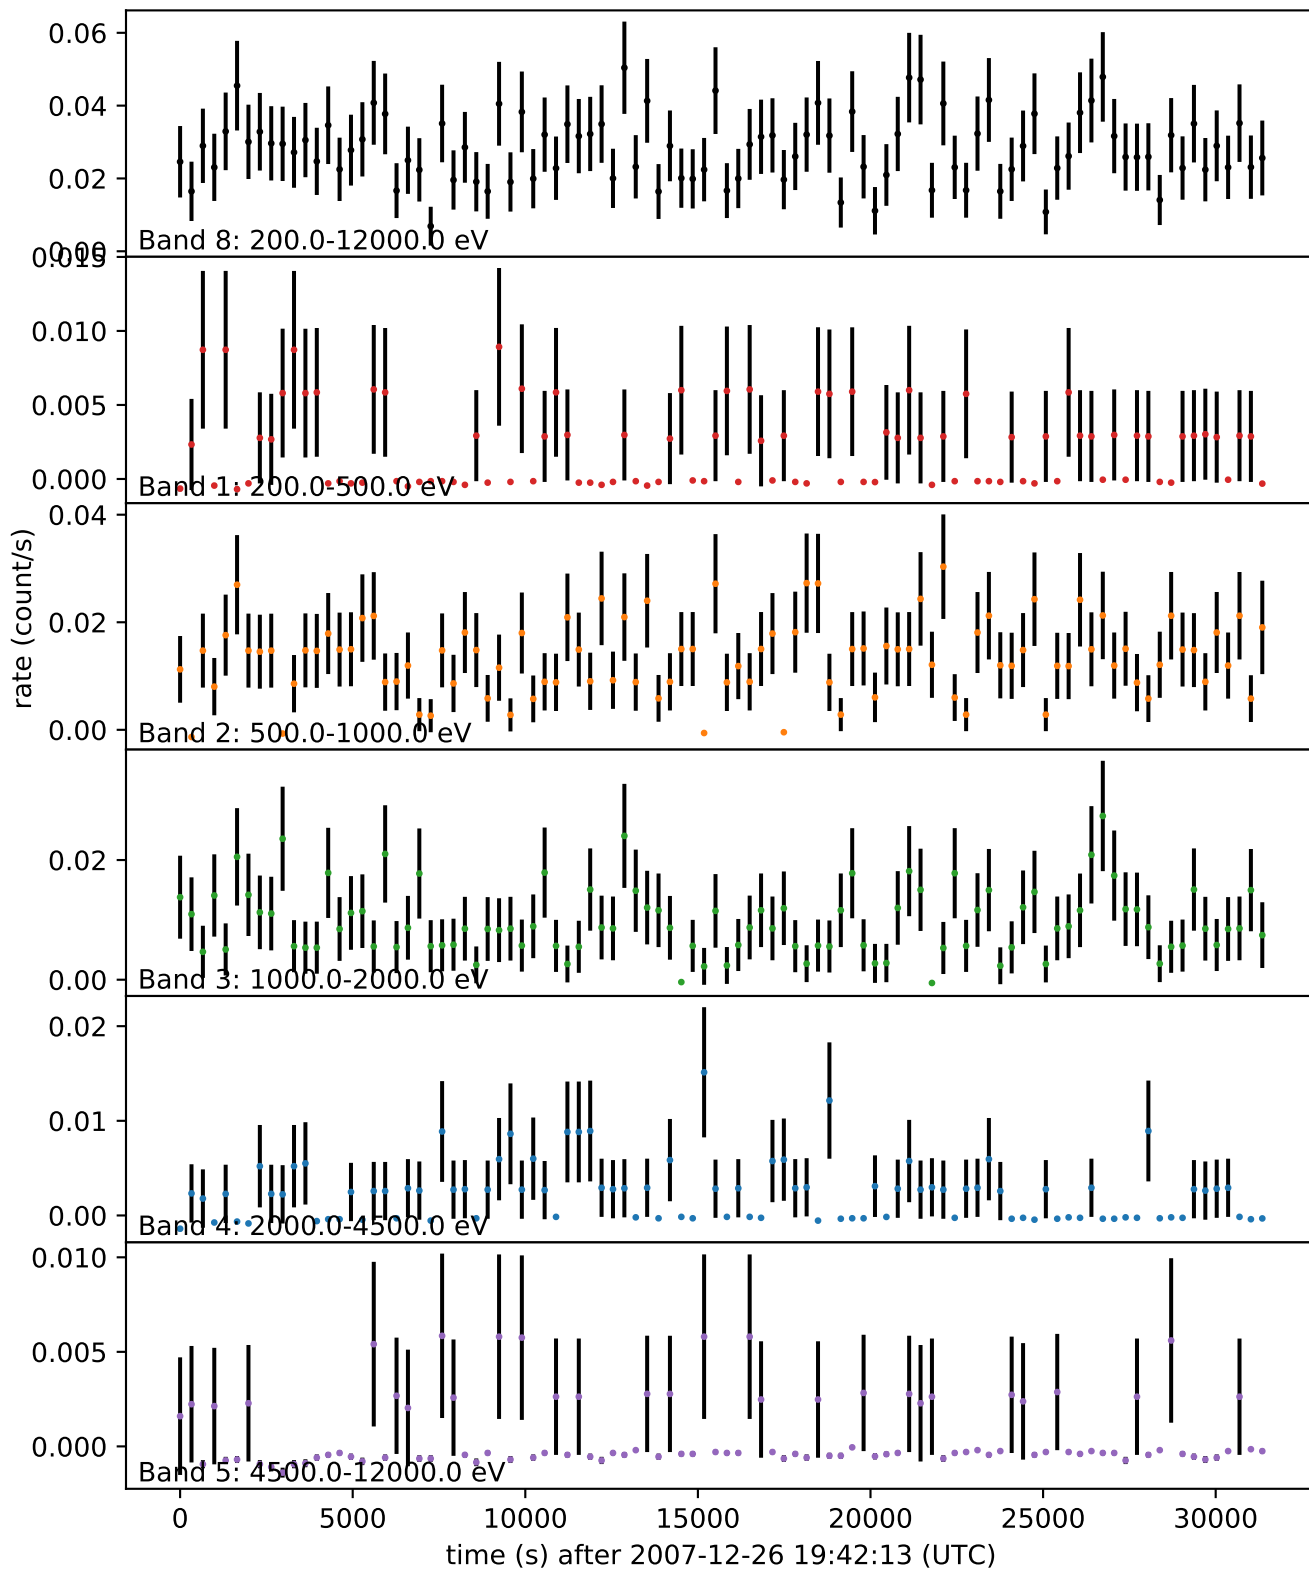 0.06
0.04
0.02
0.00
Band 8: 200.0-12000.0 eV
0.015
0.010
0.005
0.000
Band 1: 200.0-500.0 eV
0.04
0.02
0.00
Band 2: 500.0-1000.0 eV
rate (count/s)
0.02
0.00
Band 3: 1000.0-2000.0 eV
0.02
0.01
0.00
Band 4: 2000.0-4500.0 eV
0.010
0.005
0.000
Band 5: 4500.0-12000.0 eV
0 5000 10000 15000 20000 25000 30000
time (s) after 2007-12-26 19:42:13 (UTC)